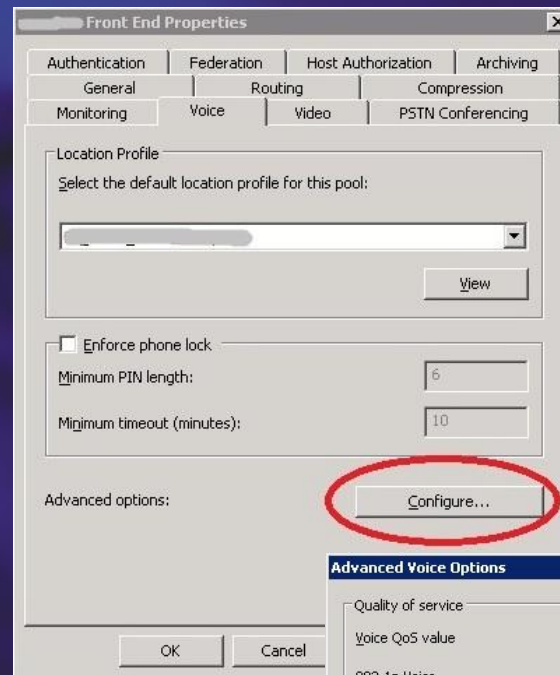 Front End Properties
Authentication Federation Host Authorization Archiving
General Routing Compression
Monitoring Voice Video PSTN Conferencing
Location Profile
Select the default location profile for this pool:
View
Enforce phone lock
Minimum PIN length: 6
Minimum timeout (minutes): 10
Advanced options: Configure...
Advanced Voice Options
Quality of service
Voice QoS value
OK Cancel